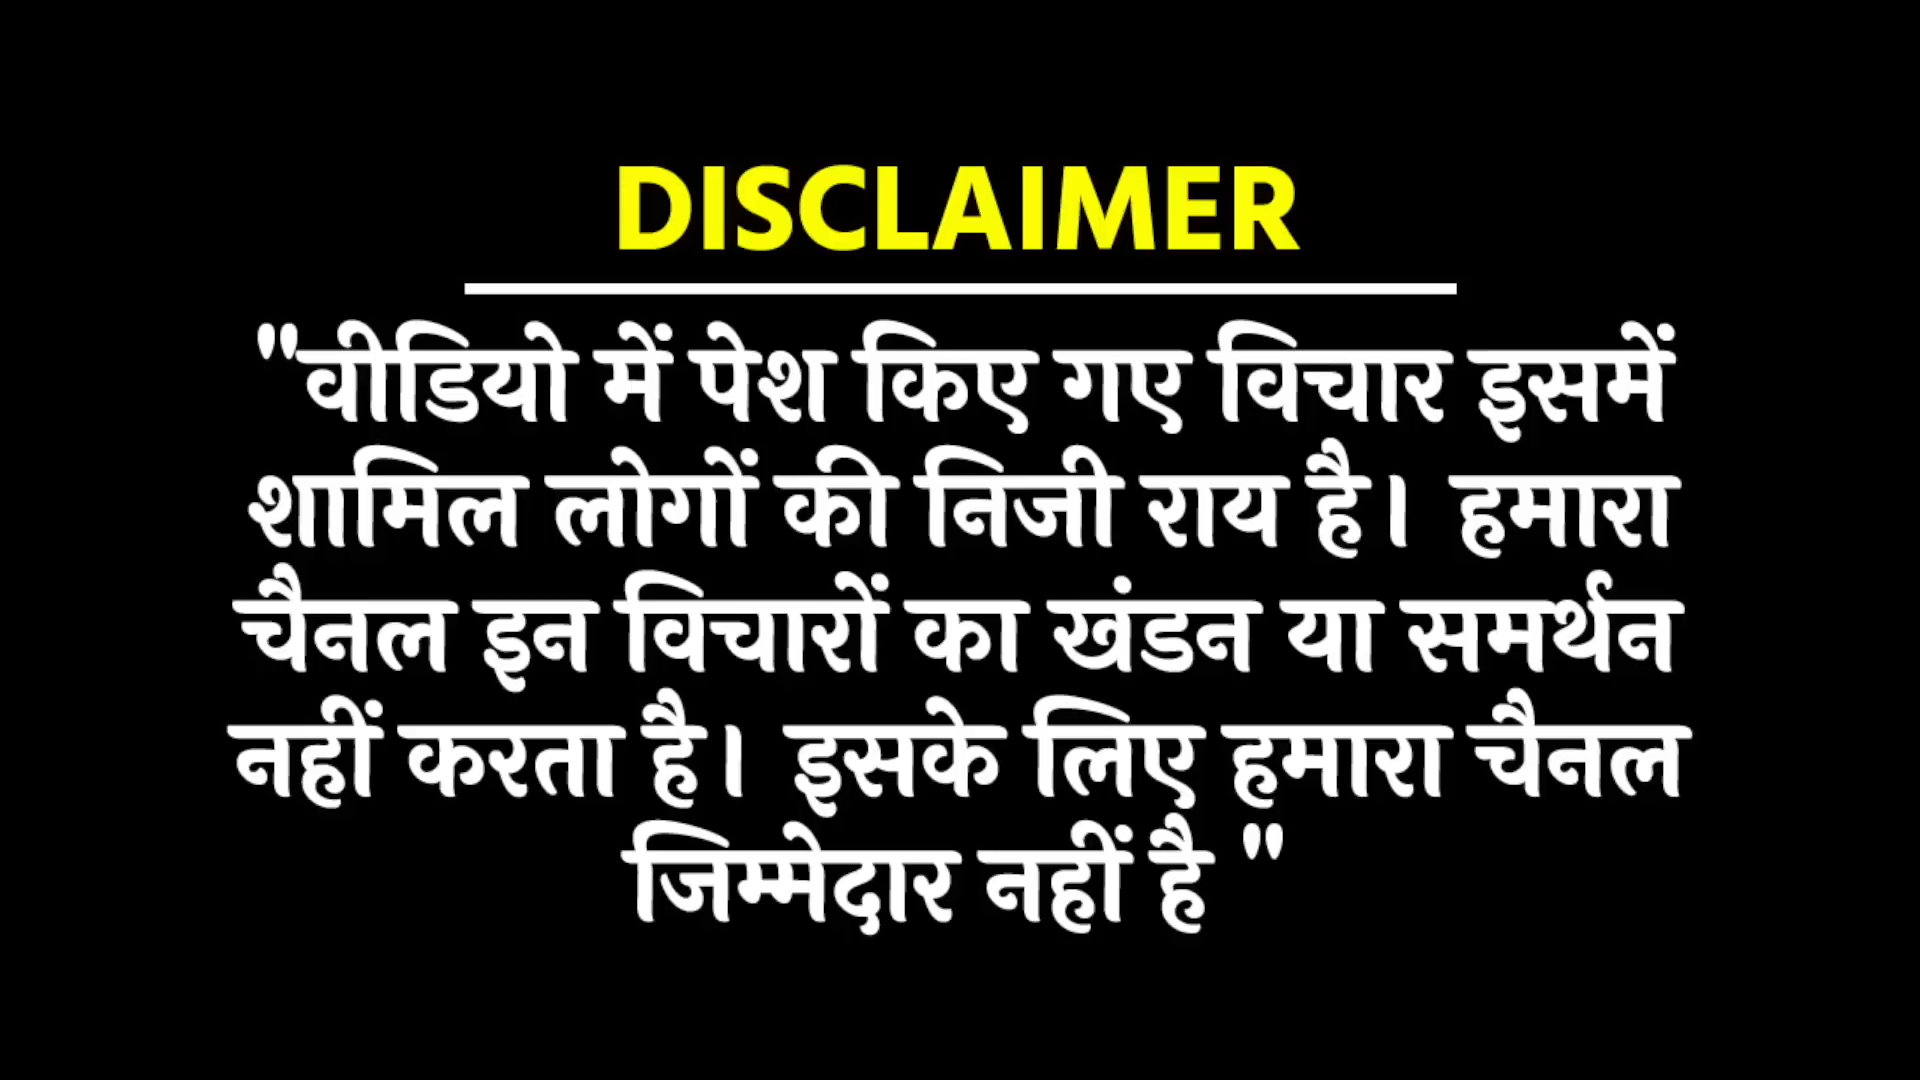 DISCLAIMER
"वीडियो में पेश किए गए विचार इसमें
शामिल लोगों की निजी राय है। हमारा
चैनल इन विचारों का खंडन या समर्थन
नहीं करता है। इसके लिए हमारा चैनल
जिम्मेदार नहीं है "